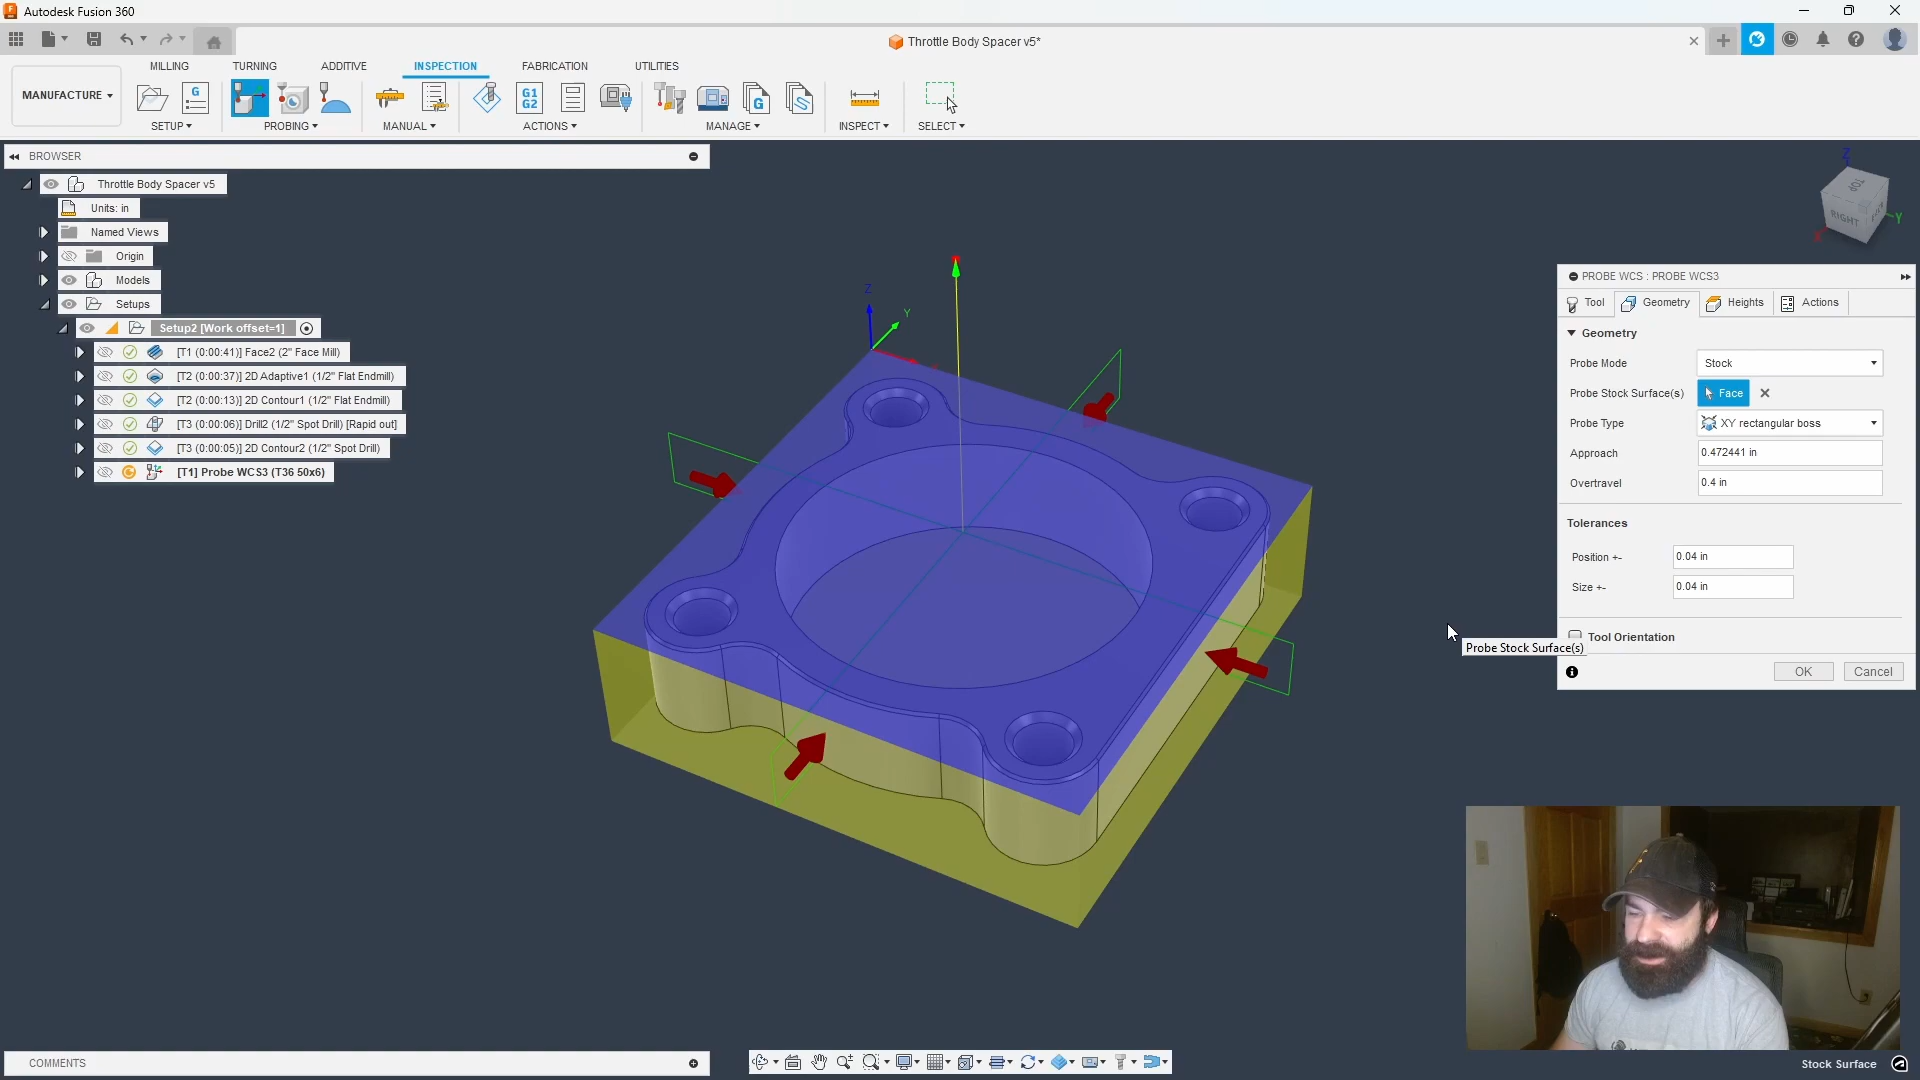 Autodesk Fusion 360
Throttle Body Spacer v5*
MILLING
TURNING
ADDITIVE
INSPECTION
FABRICATION
UTILITIES
MANUFACTURE
G
G1
G2
G
SETUP
PROBING
MANUAL
ACTIONS
MANAGE
INSPECT
SELECT
BROWSER
Throttle Body Spacer v5
Units: in
Named Views
Origin
Models
Setups
Setup2 [Work offset=1]
[T1 (0:00:41)] Face2 (2" Face Mill)
[T2 (0:00:37)] 2D Adaptive1 (1/2" Flat Endmill)
[T2 (0:00:13)] 2D Contour1 (1/2" Flat Endmill)
[T3 (0:00:06)] Drill2 (1/2" Spot Drill) [Rapid out]
[T3 (0:00:05)] 2D Contour2 (1/2" Spot Drill)
[T1] Probe WCS3 (T36 50x6)
Z
Y
Z
TOP
RIGHT
Y
X
PROBE WCS : PROBE WCS3
Tool
Geometry
Heights
Actions
Geometry
Probe Mode
Stock
Probe Stock Surface(s)
Face
Probe Type
XY rectangular boss
Approach
0.472441 in
Overtravel
0.4 in
Tolerances
Position +-
0.04 in
Size +-
0.04 in
Tool Orientation
Probe Stock Surface(s)
OK
Cancel
COMMENTS
Stock Surface